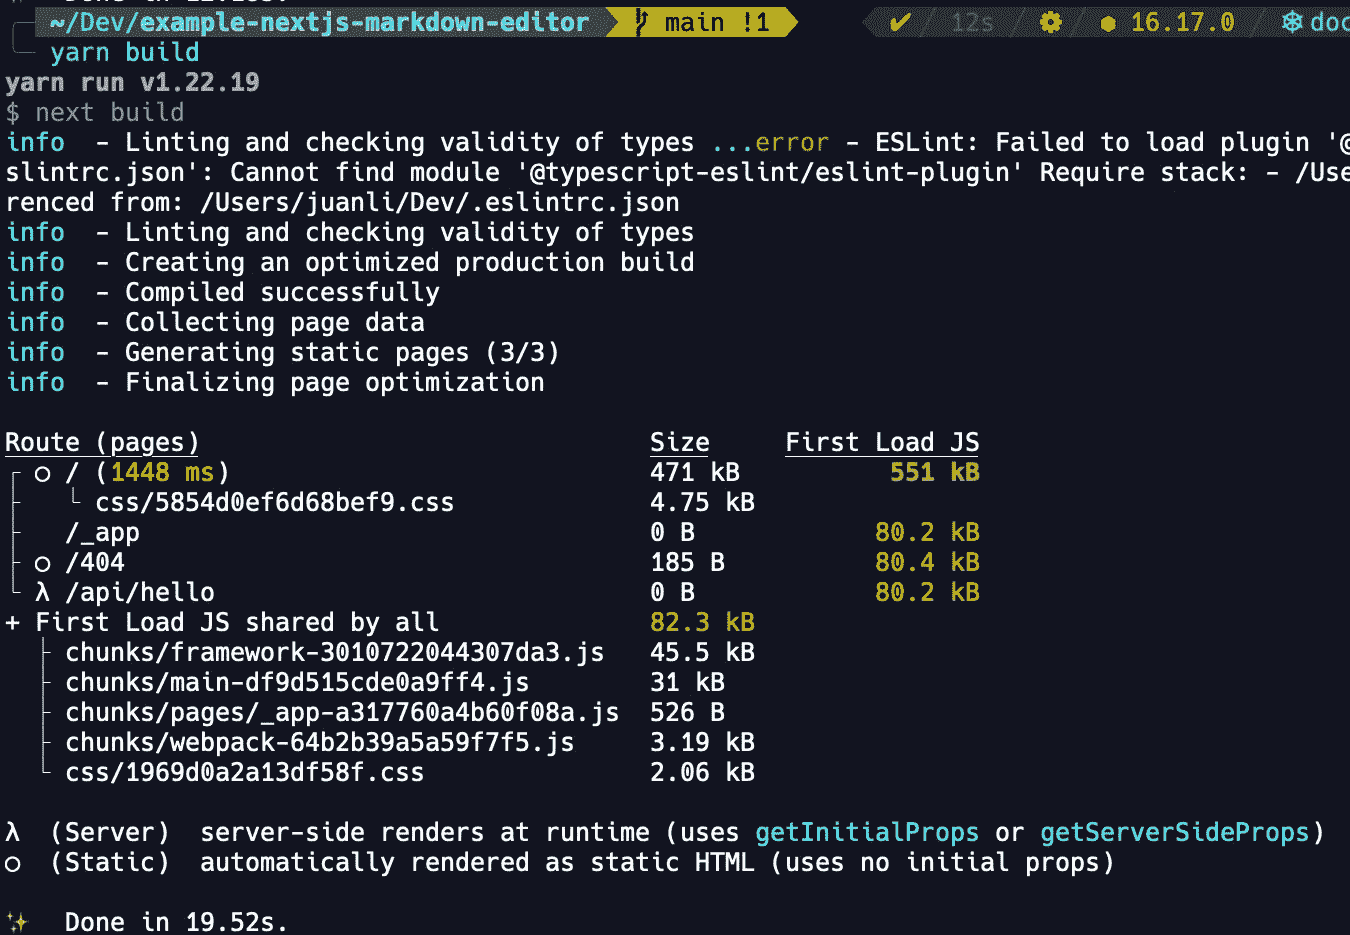 ~/Dev/example-nextjs-markdown-editor main !1 ✔ 12s 16.17.0
yarn build
yarn run v1.22.19
$ next build
info  - Linting and checking validity of types ...error - ESLint: Failed to load plugin '@
slintrc.json': Cannot find module '@typescript-eslint/eslint-plugin' Require stack: - /Use
renced from: /Users/juanli/Dev/.eslintrc.json
info  - Linting and checking validity of types
info  - Creating an optimized production build
info  - Compiled successfully
info  - Collecting page data
info  - Generating static pages (3/3)
info  - Finalizing page optimization
Route (pages) Size First Load JS
┌ ○ / (1448 ms) 471 kB 551 kB
├   └ css/5854d0ef6d68bef9.css 4.75 kB
├   /_app 0 B 80.2 kB
├ ○ /404 185 B 80.4 kB
└ λ /api/hello 0 B 80.2 kB
+ First Load JS shared by all 82.3 kB
├ chunks/framework-3010722044307da3.js 45.5 kB
├ chunks/main-df9d515cde0a9ff4.js 31 kB
├ chunks/pages/_app-a317760a4b60f08a.js 526 B
├ chunks/webpack-64b2b39a5a59f7f5.js 3.19 kB
└ css/1969d0a2a13df58f.css 2.06 kB
λ  (Server)  server-side renders at runtime (uses getInitialProps or getServerSideProps)
○  (Static)  automatically rendered as static HTML (uses no initial props)
✨  Done in 19.52s.